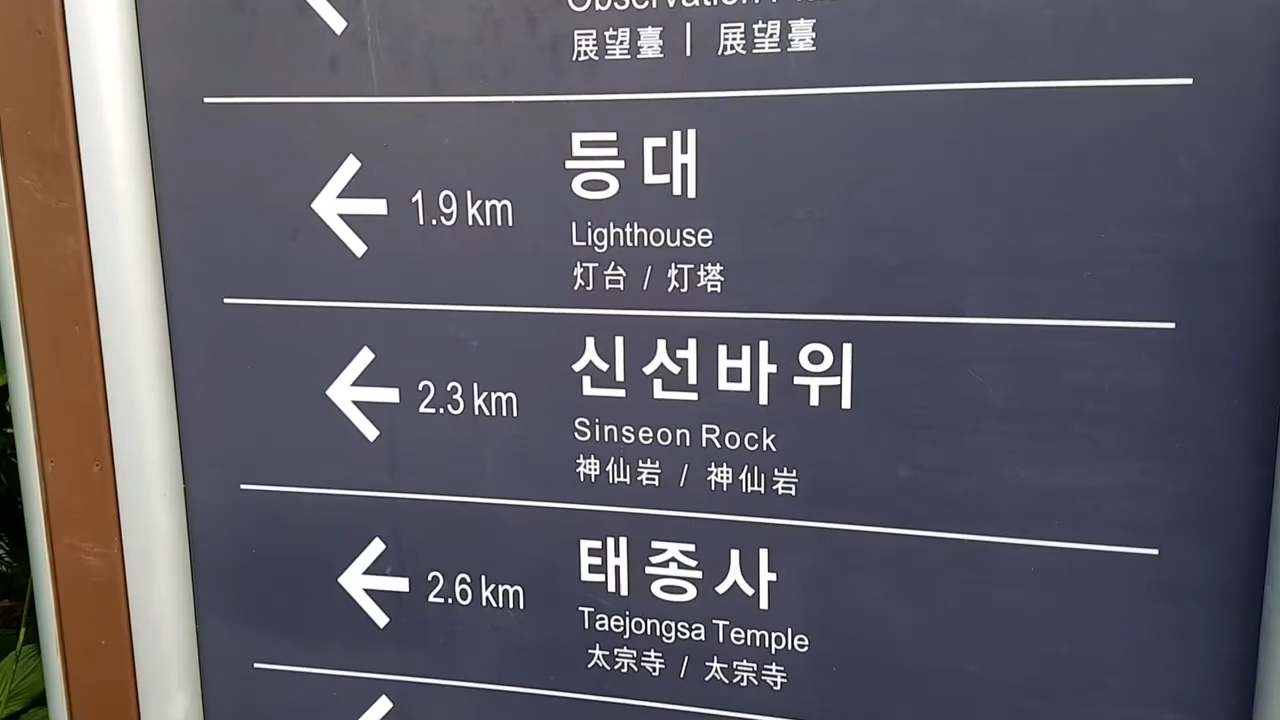 Observation
展望臺 | 展望臺
등대
1.9 km
Lighthouse
灯台 / 灯塔
신선바위
2.3 km
Sinseon Rock
神仙岩 / 神仙岩
태종사
2.6 km
Taejongsa Temple
太宗寺 / 太宗寺